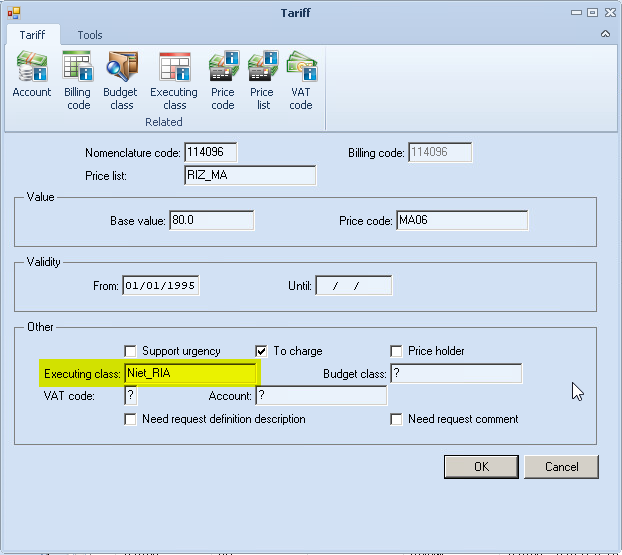 Tariff
Tariff Tools
Account Billing code Budget class Executing class Price code Price list VAT code
Related
Nomenclature code: 114096 Billing code: 114096
Price list: RIZ_MA
Value
Base value: 80.0 Price code: MA06
Validity
From: 01/01/1995 Until: / /
Other
Support urgency To charge Price holder
Executing class: Niet_RIA Budget class: ?
VAT code: ? Account: ?
Need request definition description Need request comment
OK Cancel